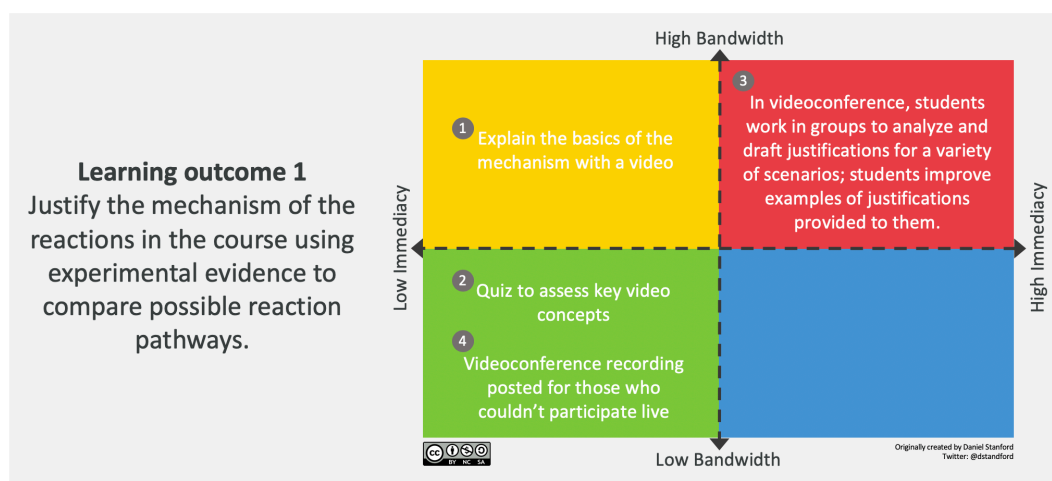 High Bandwidth
Learning outcome 1
Justify the mechanism of the
reactions in the course using
experimental evidence to
compare possible reaction
pathways.
Low Immediacy
1
Explain the basics of the
mechanism with a video
3
In videoconference, students
work in groups to analyze and
draft justifications for a variety
of scenarios; students improve
examples of justifications
provided to them.
2
Quiz to assess key video
concepts
4
Videoconference recording
posted for those who
couldn't participate live
High Immediacy
cc
BY NC SA
Low Bandwidth
Originally created by Daniel Stanford
Twitter: @dstandford